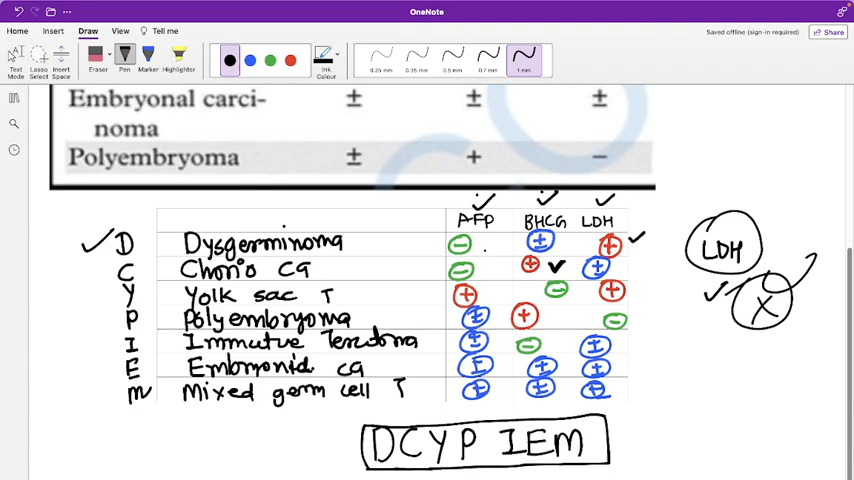 OneNote
Home Insert Draw View Tell me
Saved offline (sign-in required) Share
Text Mode Lasso Select Insert Space Eraser Pen Marker Highlighter Ink Colour 0.25 mm 0.35 mm 0.5 mm 0.7 mm 1 mm
Embryonal carci- ± ± ±
noma
Polyembryoma ± + −
AFP BHCG LDH
D Dysgerminoma − ± +
C Chorio ca − + ±
Y Yolk sac T + − +
P Polyembryoma ± + −
I Immature Teratoma ± − ±
E Embryonid ca ± ± ±
M Mixed germ cell T ± ± ±
LDH
X
DCYP IEM